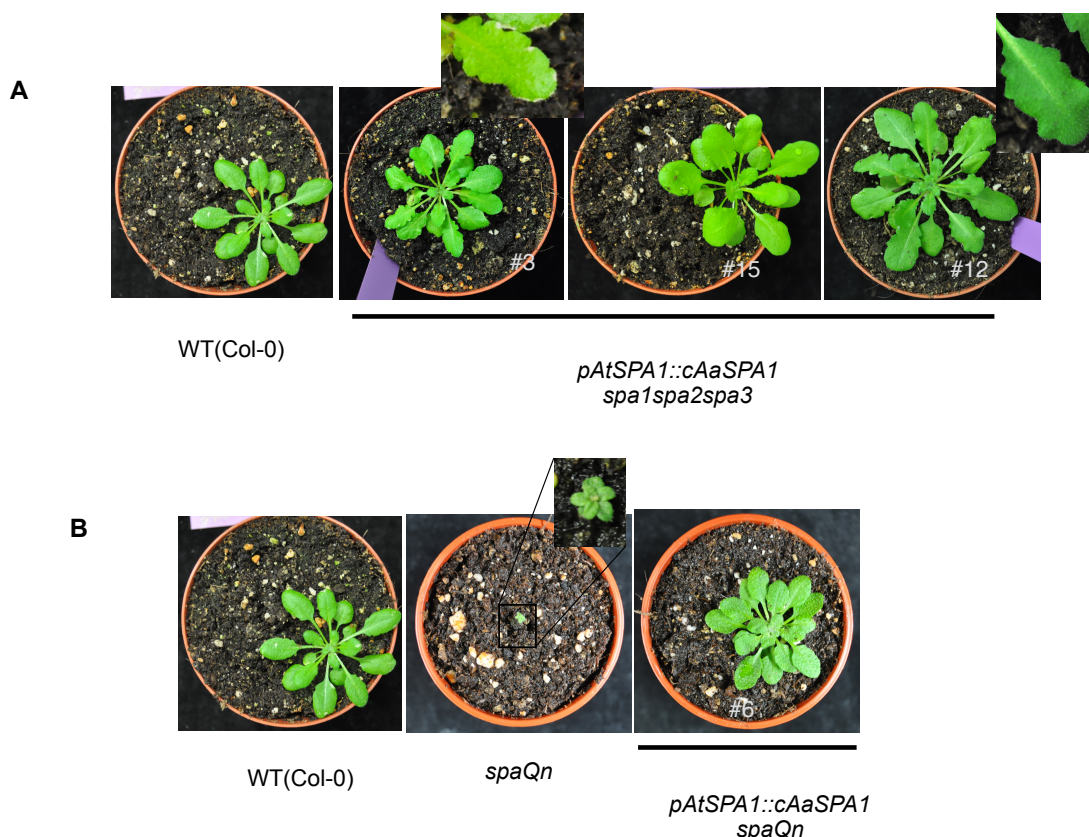 A
#3
#15
#12
WT(Col-0)
pAtSPA1::cAaSPA1
spa1spa2spa3
B
#6
WT(Col-0)
spaQn
pAtSPA1::cAaSPA1
spaQn